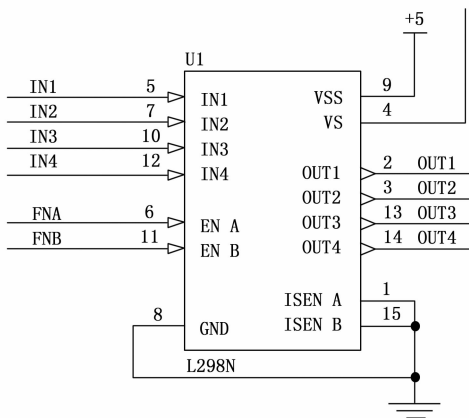 +5
U1
IN1 5 IN1 VSS 9
IN2 7 IN2 VS 4
IN3 10 IN3
IN4 12 IN4 OUT1 2 OUT1
OUT2 3 OUT2
FNA 6 EN A OUT3 13 OUT3
FNB 11 EN B OUT4 14 OUT4
ISEN A 1
8 GND ISEN B 15
L298N